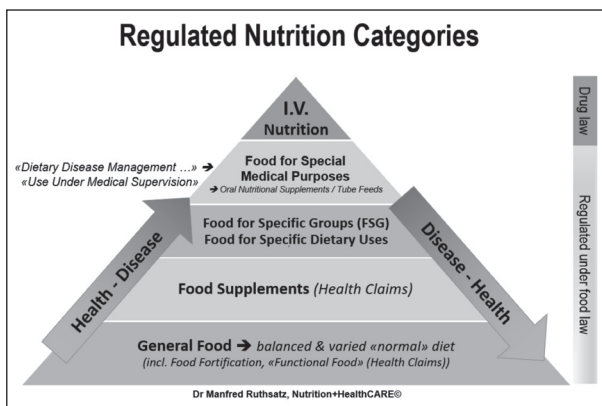 Regulated Nutrition Categories
I.V.
Nutrition
Drug law
«Dietary Disease Management ...» ➔
«Use Under Medical Supervision»
Food for Special
Medical Purposes
➔ Oral Nutritional Supplements / Tube Feeds
Food for Specific Groups (FSG)
Food for Specific Dietary Uses
Health - Disease
Disease - Health
Regulated under food law
Food Supplements (Health Claims)
General Food ➔ balanced & varied «normal» diet
(incl. Food Fortification, «Functional Food» (Health Claims))
Dr Manfred Ruthsatz, Nutrition+HealthCARE©